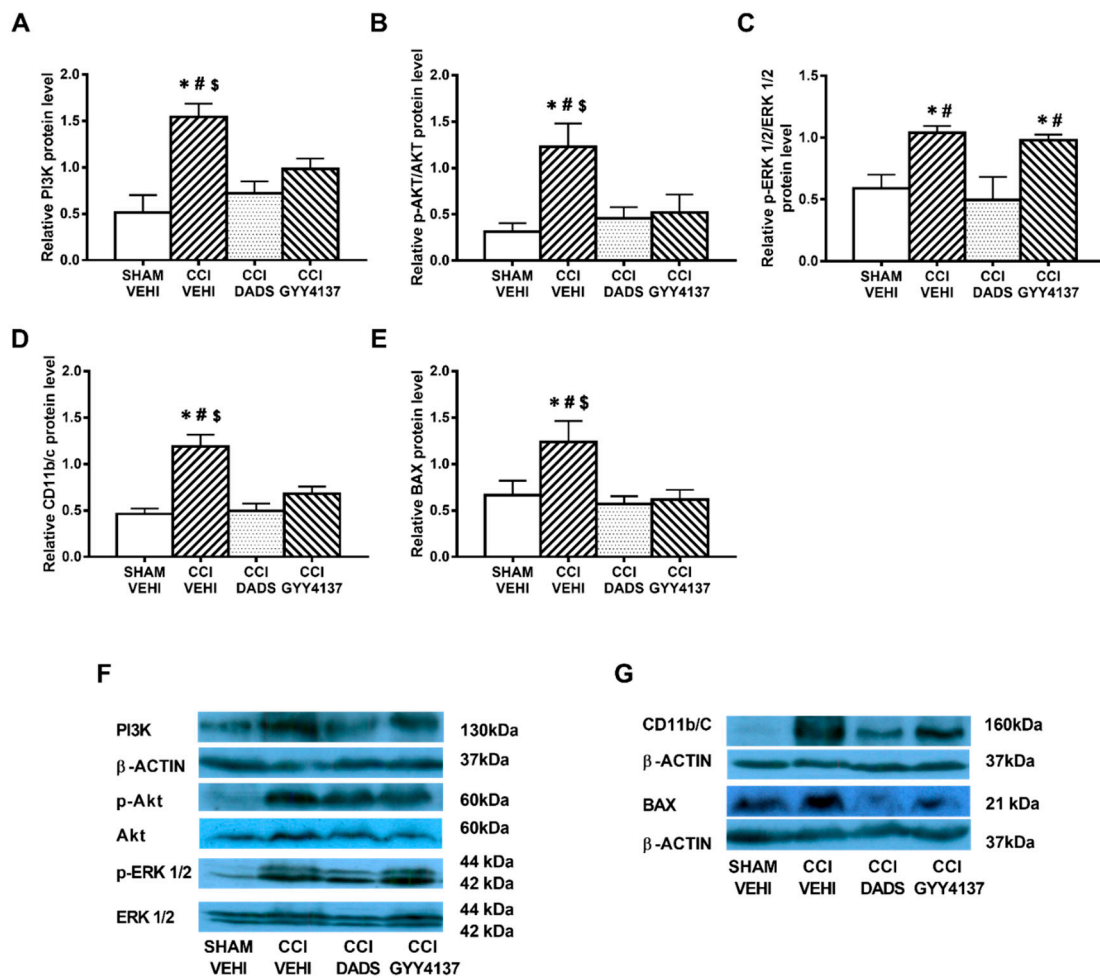 A
Relative PI3K protein level
2.0
1.5
1.0
0.5
0.0
* # $
SHAM
VEHI
CCI
VEHI
CCI
DADS
CCI
GYY4137
B
Relative p-AKT/AKT protein level
2.0
1.5
1.0
0.5
0.0
* # $
SHAM
VEHI
CCI
VEHI
CCI
DADS
CCI
GYY4137
C
Relative p-ERK 1/2/ERK 1/2
protein level
1.5
1.0
0.5
0.0
* #
* #
SHAM
VEHI
CCI
VEHI
CCI
DADS
CCI
GYY4137
D
Relative CD11b/c protein level
2.0
1.5
1.0
0.5
0.0
* # $
SHAM
VEHI
CCI
VEHI
CCI
DADS
CCI
GYY4137
E
Relative BAX protein level
2.0
1.5
1.0
0.5
0.0
* # $
SHAM
VEHI
CCI
VEHI
CCI
DADS
CCI
GYY4137
F
PI3K 130kDa
β-ACTIN 37kDa
p-Akt 60kDa
Akt 60kDa
p-ERK 1/2 44 kDa
42 kDa
ERK 1/2 44 kDa
42 kDa
SHAM CCI CCI CCI
VEHI VEHI DADS GYY4137
G
CD11b/C 160kDa
β-ACTIN 37kDa
BAX 21 kDa
β-ACTIN 37kDa
SHAM CCI CCI CCI
VEHI VEHI DADS GYY4137